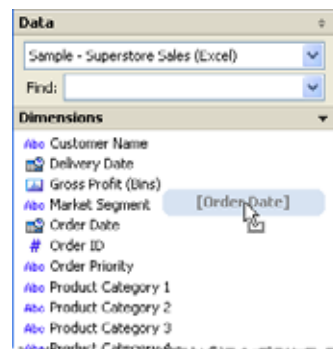 Data
Sample - Superstore Sales (Excel)
Find:
Dimensions
Abc Customer Name
Delivery Date
Gross Profit (Bins)
Abc Market Segment
[Order Date]
Order Date
# Order ID
Abc Order Priority
Abc Product Category 1
Abc Product Category 2
Abc Product Category 3